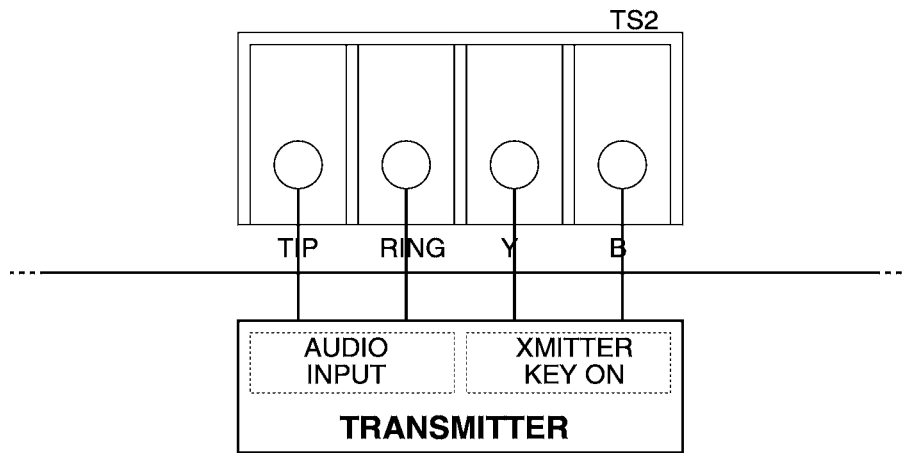 TS2
TIP RING Y B
AUDIO XMITTER
INPUT KEY ON
TRANSMITTER